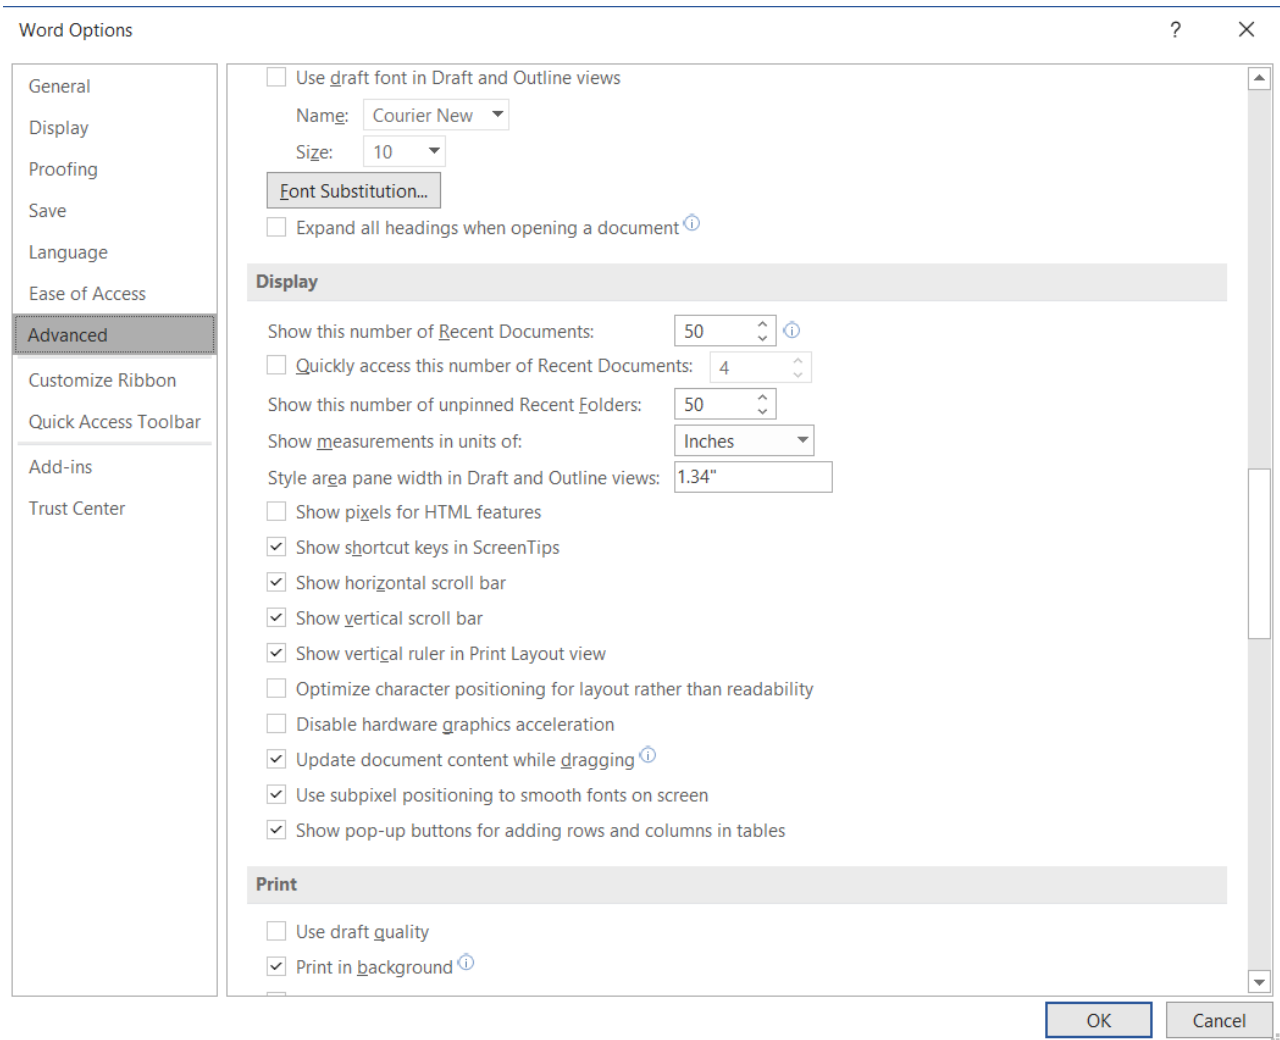 Word Options
?
General
Display
Proofing
Save
Language
Ease of Access
Advanced
Customize Ribbon
Quick Access Toolbar
Add-ins
Trust Center
Use draft font in Draft and Outline views
Name: Courier New
Size: 10
Font Substitution...
Expand all headings when opening a document
Display
Show this number of Recent Documents: 50
Quickly access this number of Recent Documents: 4
Show this number of unpinned Recent Folders: 50
Show measurements in units of: Inches
Style area pane width in Draft and Outline views: 1.34"
Show pixels for HTML features
Show shortcut keys in ScreenTips
Show horizontal scroll bar
Show vertical scroll bar
Show vertical ruler in Print Layout view
Optimize character positioning for layout rather than readability
Disable hardware graphics acceleration
Update document content while dragging
Use subpixel positioning to smooth fonts on screen
Show pop-up buttons for adding rows and columns in tables
Print
Use draft quality
Print in background
OK Cancel